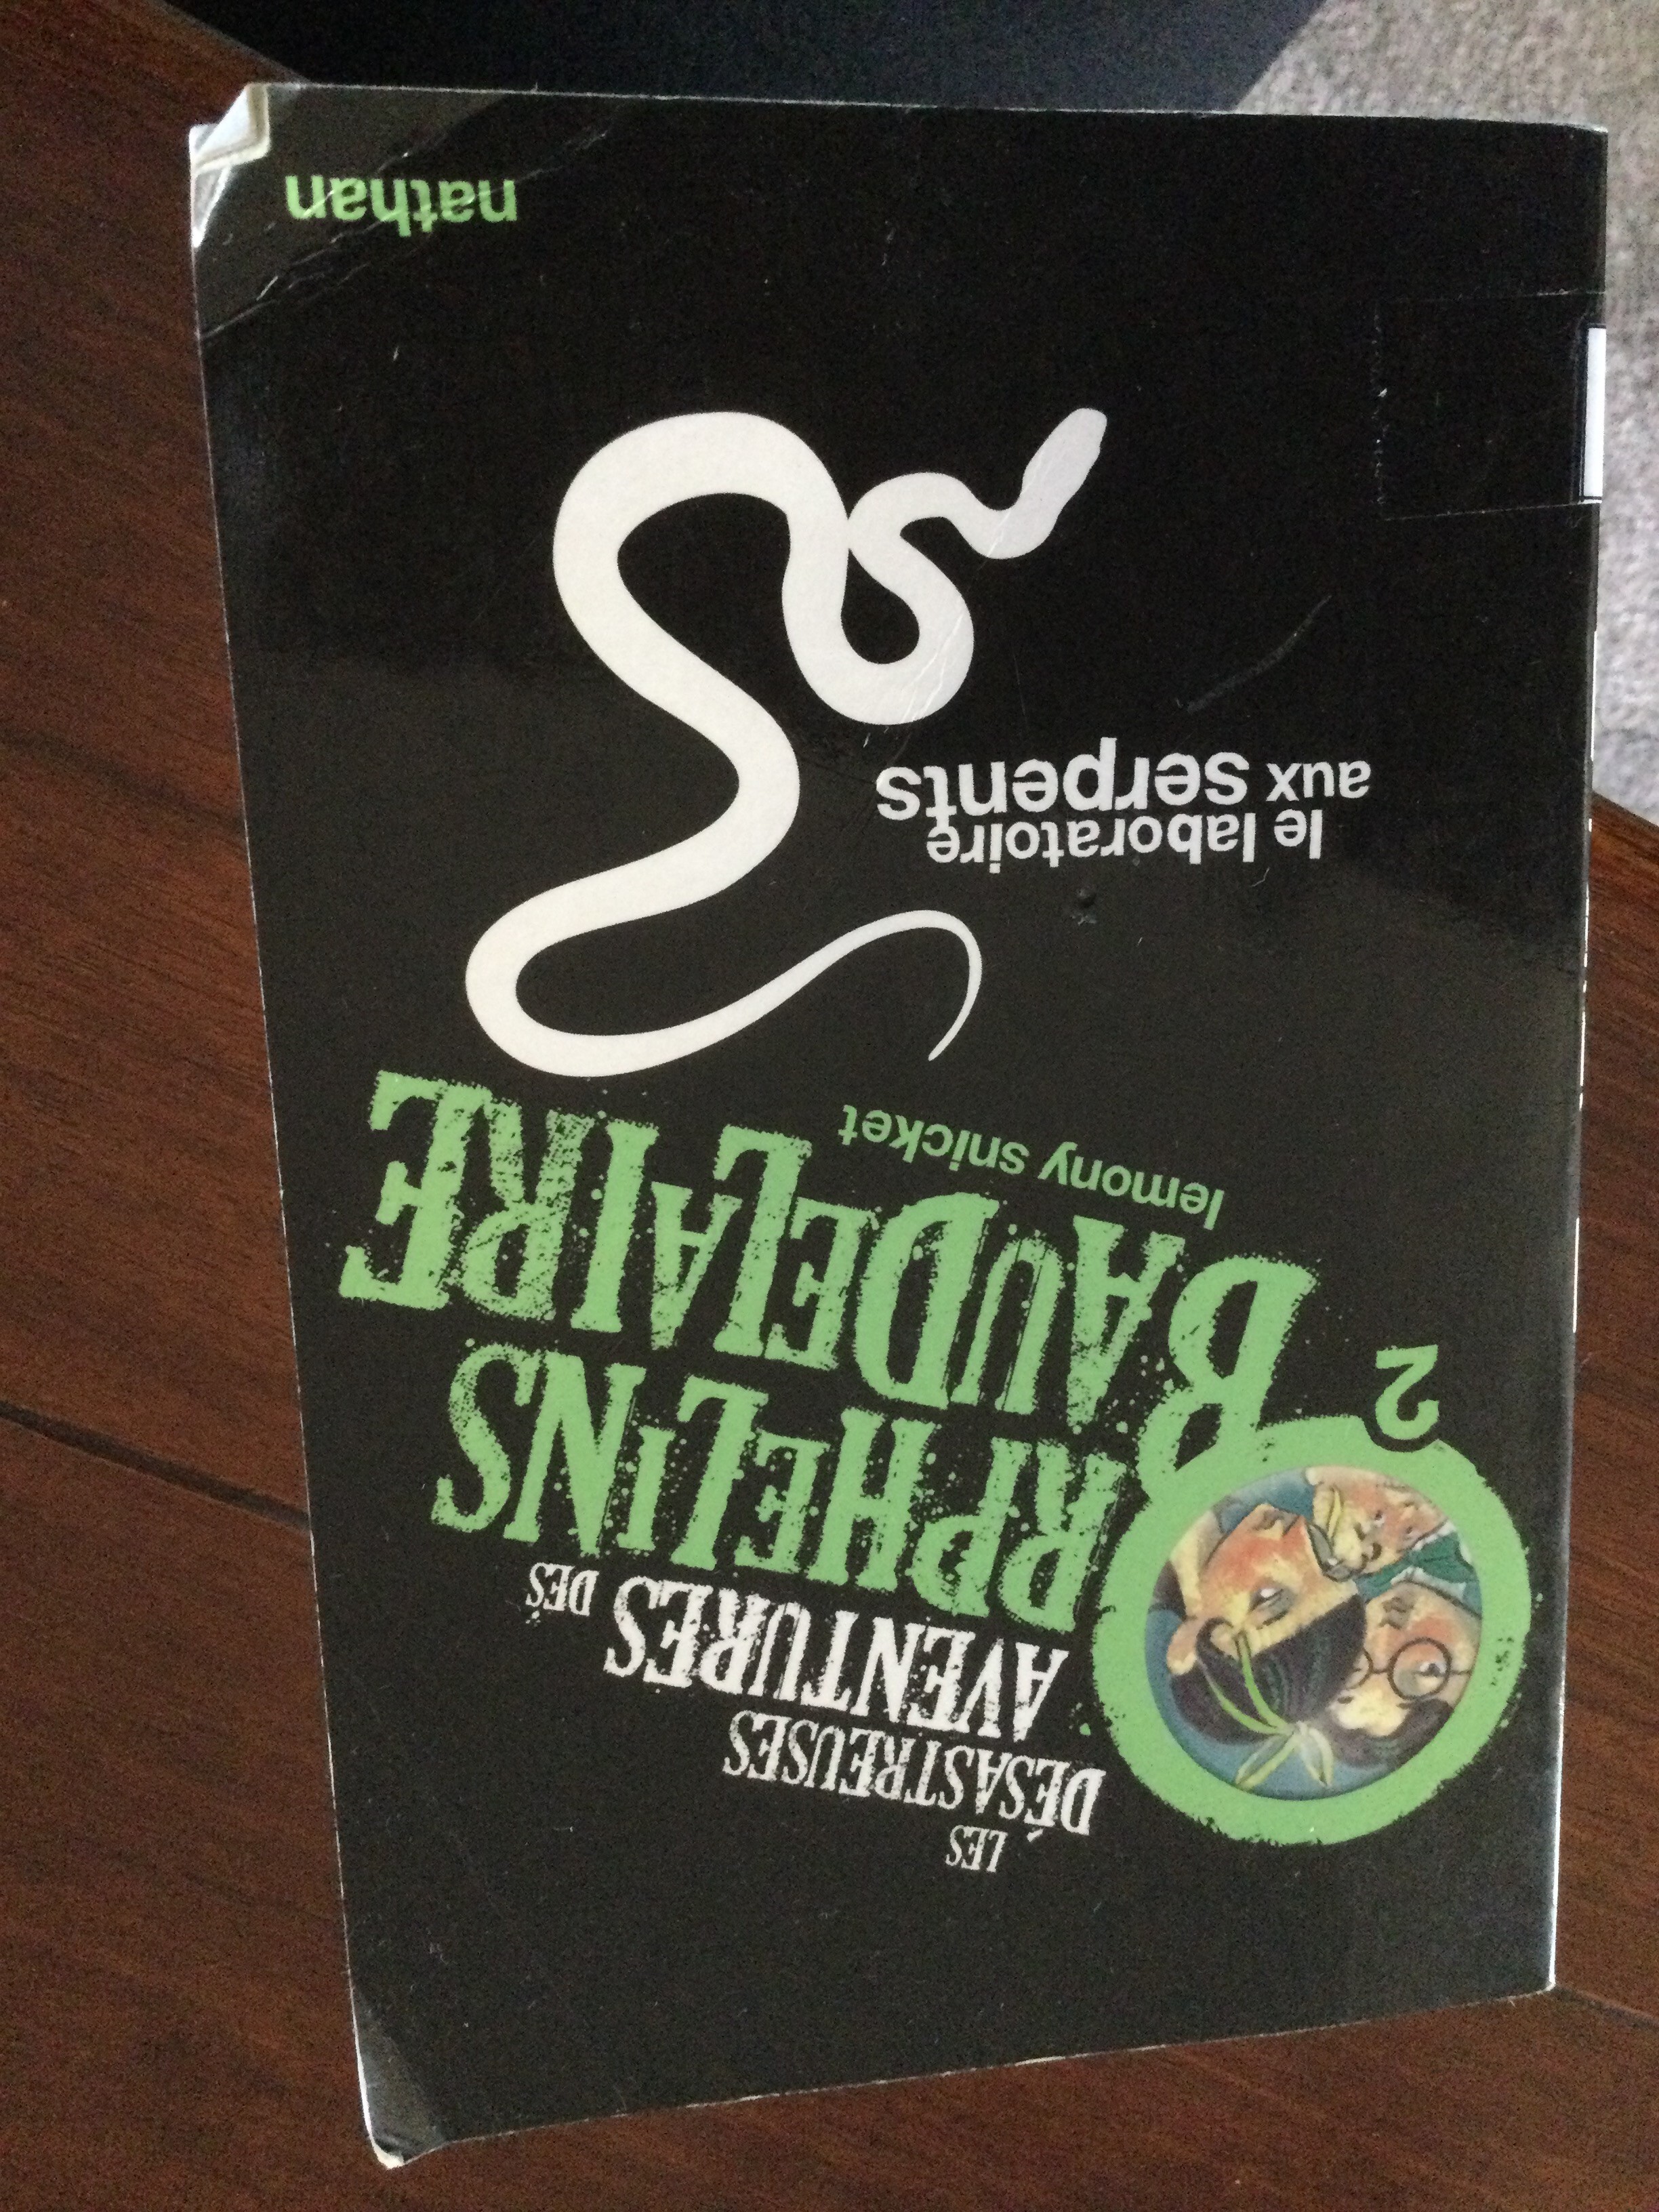 LES
DÉSASTREUSES
AVENTURES DES
ORPHELINS
BAUDELAIRE
2
lemony snicket
le laboratoire
aux serpents
nathan